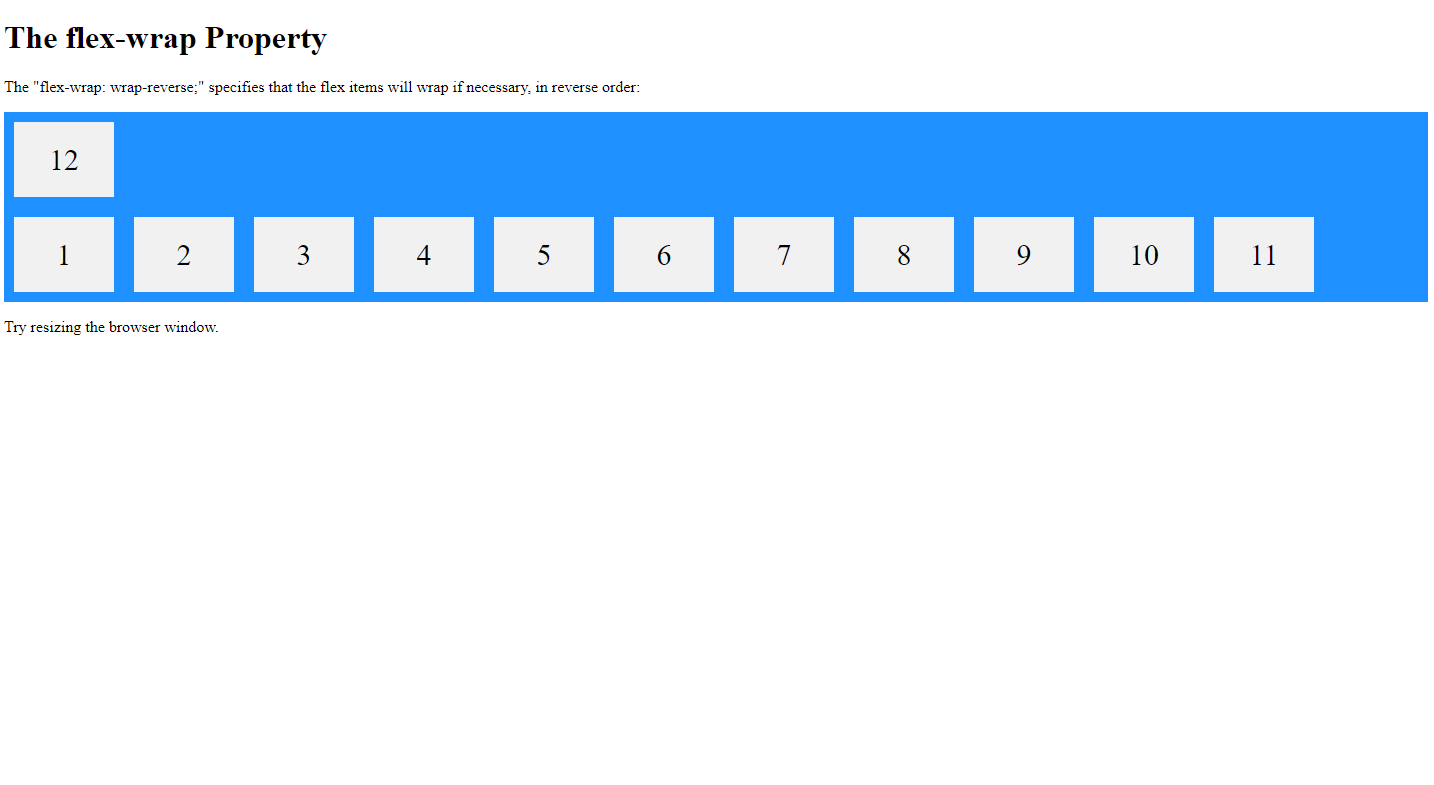 The flex-wrap Property
The "flex-wrap: wrap-reverse;" specifies that the flex items will wrap if necessary, in reverse order:
12
1 2 3 4 5 6 7 8 9 10 11
Try resizing the browser window.